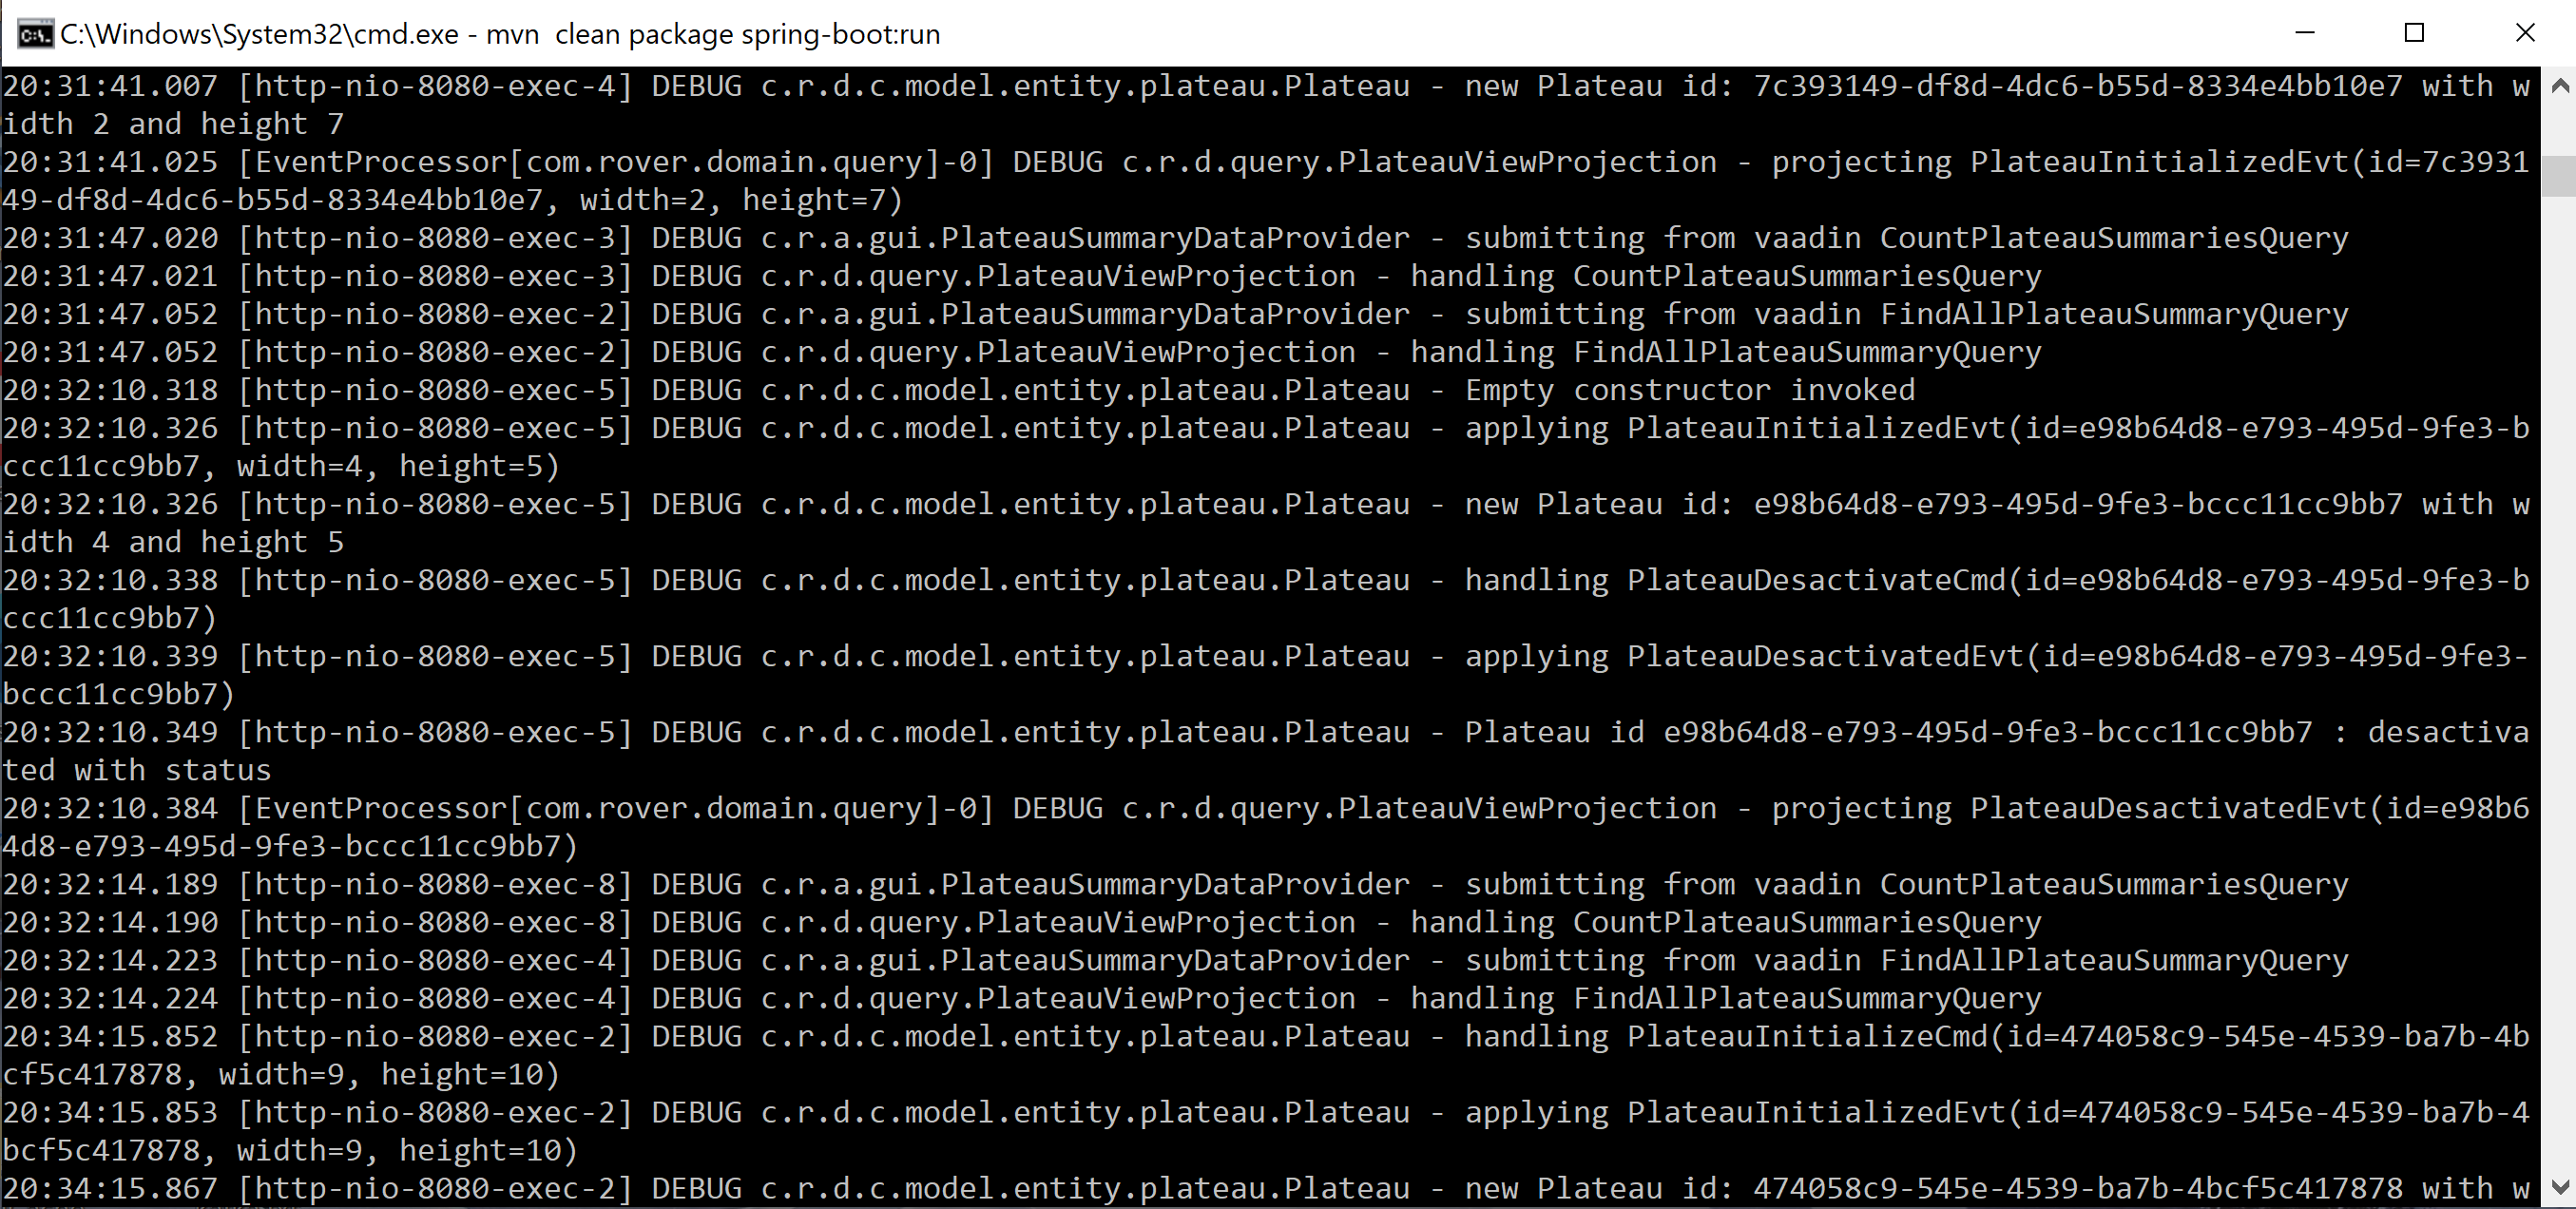 C:\Windows\System32\cmd.exe - mvn  clean package spring-boot:run
20:31:41.007 [http-nio-8080-exec-4] DEBUG c.r.d.c.model.entity.plateau.Plateau - new Plateau id: 7c393149-df8d-4dc6-b55d-8334e4bb10e7 with w
idth 2 and height 7
20:31:41.025 [EventProcessor[com.rover.domain.query]-0] DEBUG c.r.d.query.PlateauViewProjection - projecting PlateauInitializedEvt(id=7c3931
49-df8d-4dc6-b55d-8334e4bb10e7, width=2, height=7)
20:31:47.020 [http-nio-8080-exec-3] DEBUG c.r.a.gui.PlateauSummaryDataProvider - submitting from vaadin CountPlateauSummariesQuery
20:31:47.021 [http-nio-8080-exec-3] DEBUG c.r.d.query.PlateauViewProjection - handling CountPlateauSummariesQuery
20:31:47.052 [http-nio-8080-exec-2] DEBUG c.r.a.gui.PlateauSummaryDataProvider - submitting from vaadin FindAllPlateauSummaryQuery
20:31:47.052 [http-nio-8080-exec-2] DEBUG c.r.d.query.PlateauViewProjection - handling FindAllPlateauSummaryQuery
20:32:10.318 [http-nio-8080-exec-5] DEBUG c.r.d.c.model.entity.plateau.Plateau - Empty constructor invoked
20:32:10.326 [http-nio-8080-exec-5] DEBUG c.r.d.c.model.entity.plateau.Plateau - applying PlateauInitializedEvt(id=e98b64d8-e793-495d-9fe3-b
ccc11cc9bb7, width=4, height=5)
20:32:10.326 [http-nio-8080-exec-5] DEBUG c.r.d.c.model.entity.plateau.Plateau - new Plateau id: e98b64d8-e793-495d-9fe3-bccc11cc9bb7 with w
idth 4 and height 5
20:32:10.338 [http-nio-8080-exec-5] DEBUG c.r.d.c.model.entity.plateau.Plateau - handling PlateauDesactivateCmd(id=e98b64d8-e793-495d-9fe3-b
ccc11cc9bb7)
20:32:10.339 [http-nio-8080-exec-5] DEBUG c.r.d.c.model.entity.plateau.Plateau - applying PlateauDesactivatedEvt(id=e98b64d8-e793-495d-9fe3-
bccc11cc9bb7)
20:32:10.349 [http-nio-8080-exec-5] DEBUG c.r.d.c.model.entity.plateau.Plateau - Plateau id e98b64d8-e793-495d-9fe3-bccc11cc9bb7 : desactiva
ted with status
20:32:10.384 [EventProcessor[com.rover.domain.query]-0] DEBUG c.r.d.query.PlateauViewProjection - projecting PlateauDesactivatedEvt(id=e98b6
4d8-e793-495d-9fe3-bccc11cc9bb7)
20:32:14.189 [http-nio-8080-exec-8] DEBUG c.r.a.gui.PlateauSummaryDataProvider - submitting from vaadin CountPlateauSummariesQuery
20:32:14.190 [http-nio-8080-exec-8] DEBUG c.r.d.query.PlateauViewProjection - handling CountPlateauSummariesQuery
20:32:14.223 [http-nio-8080-exec-4] DEBUG c.r.a.gui.PlateauSummaryDataProvider - submitting from vaadin FindAllPlateauSummaryQuery
20:32:14.224 [http-nio-8080-exec-4] DEBUG c.r.d.query.PlateauViewProjection - handling FindAllPlateauSummaryQuery
20:34:15.852 [http-nio-8080-exec-2] DEBUG c.r.d.c.model.entity.plateau.Plateau - handling PlateauInitializeCmd(id=474058c9-545e-4539-ba7b-4b
cf5c417878, width=9, height=10)
20:34:15.853 [http-nio-8080-exec-2] DEBUG c.r.d.c.model.entity.plateau.Plateau - applying PlateauInitializedEvt(id=474058c9-545e-4539-ba7b-4
bcf5c417878, width=9, height=10)
20:34:15.867 [http-nio-8080-exec-2] DEBUG c.r.d.c.model.entity.plateau.Plateau - new Plateau id: 474058c9-545e-4539-ba7b-4bcf5c417878 with w